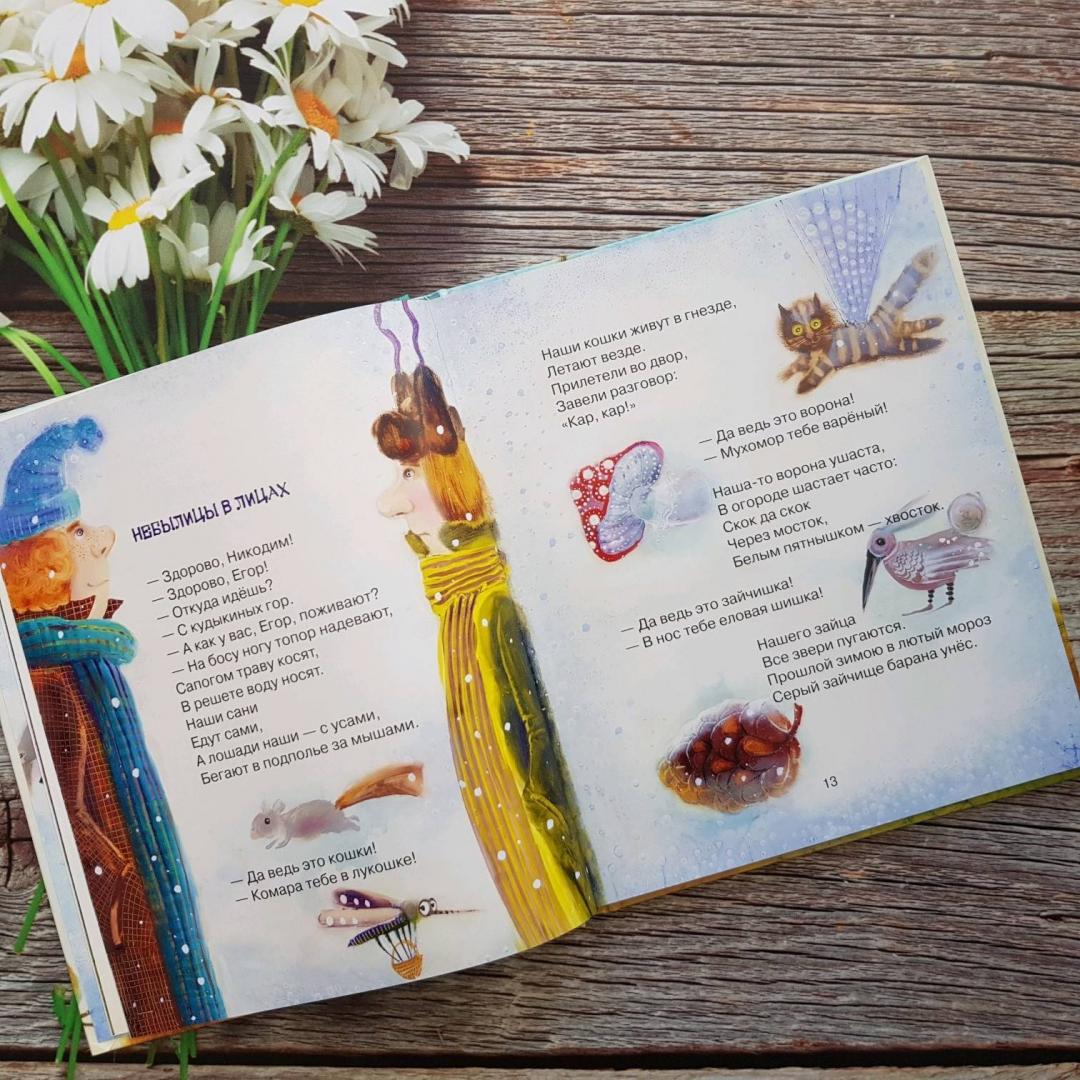 НЕБЫЛИЦЫ В ЛИЦАХ
— Здорово, Никодим!
— Здорово, Егор!
— Откуда идёшь?
— С кудыкиных гор.
— А как у вас, Егор, поживают?
— На босу ногу топор надевают,
Сапогом траву косят,
В решете воду носят.
Наши сани
Едут сами,
А лошади наши — с усами,
Бегают в подполье за мышами.
— Да ведь это кошки!
— Комара тебе в лукошке!
Наши кошки живут в гнезде,
Летают везде.
Прилетели во двор,
Завели разговор:
«Кар, кар!»
— Да ведь это ворона!
— Мухомор тебе варёный!
Наша-то ворона ушаста,
В огороде шастает часто:
Скок да скок
Через мосток,
Белым пятнышком — хвосток.
— Да ведь это зайчишка!
— В нос тебе еловая шишка!
Нашего зайца
Все звери пугаются.
Прошлой зимою в лютый мороз
Серый зайчище барана унёс.
13